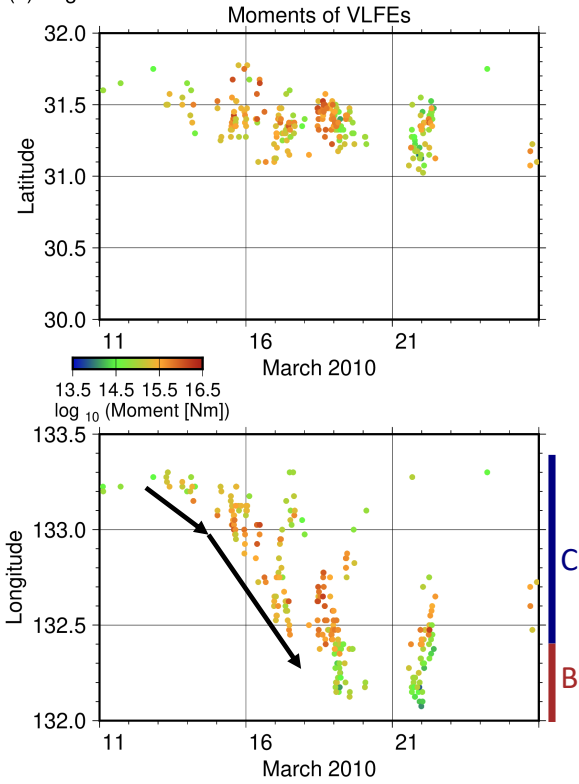 Moments of VLFEs
32.0
31.5
31.0
30.5
30.0
Latitude
11 16 21
March 2010
13.5 14.5 15.5 16.5
log 10 (Moment [Nm])
133.5
133.0
132.5
132.0
Longitude
C
B
11 16 21
March 2010